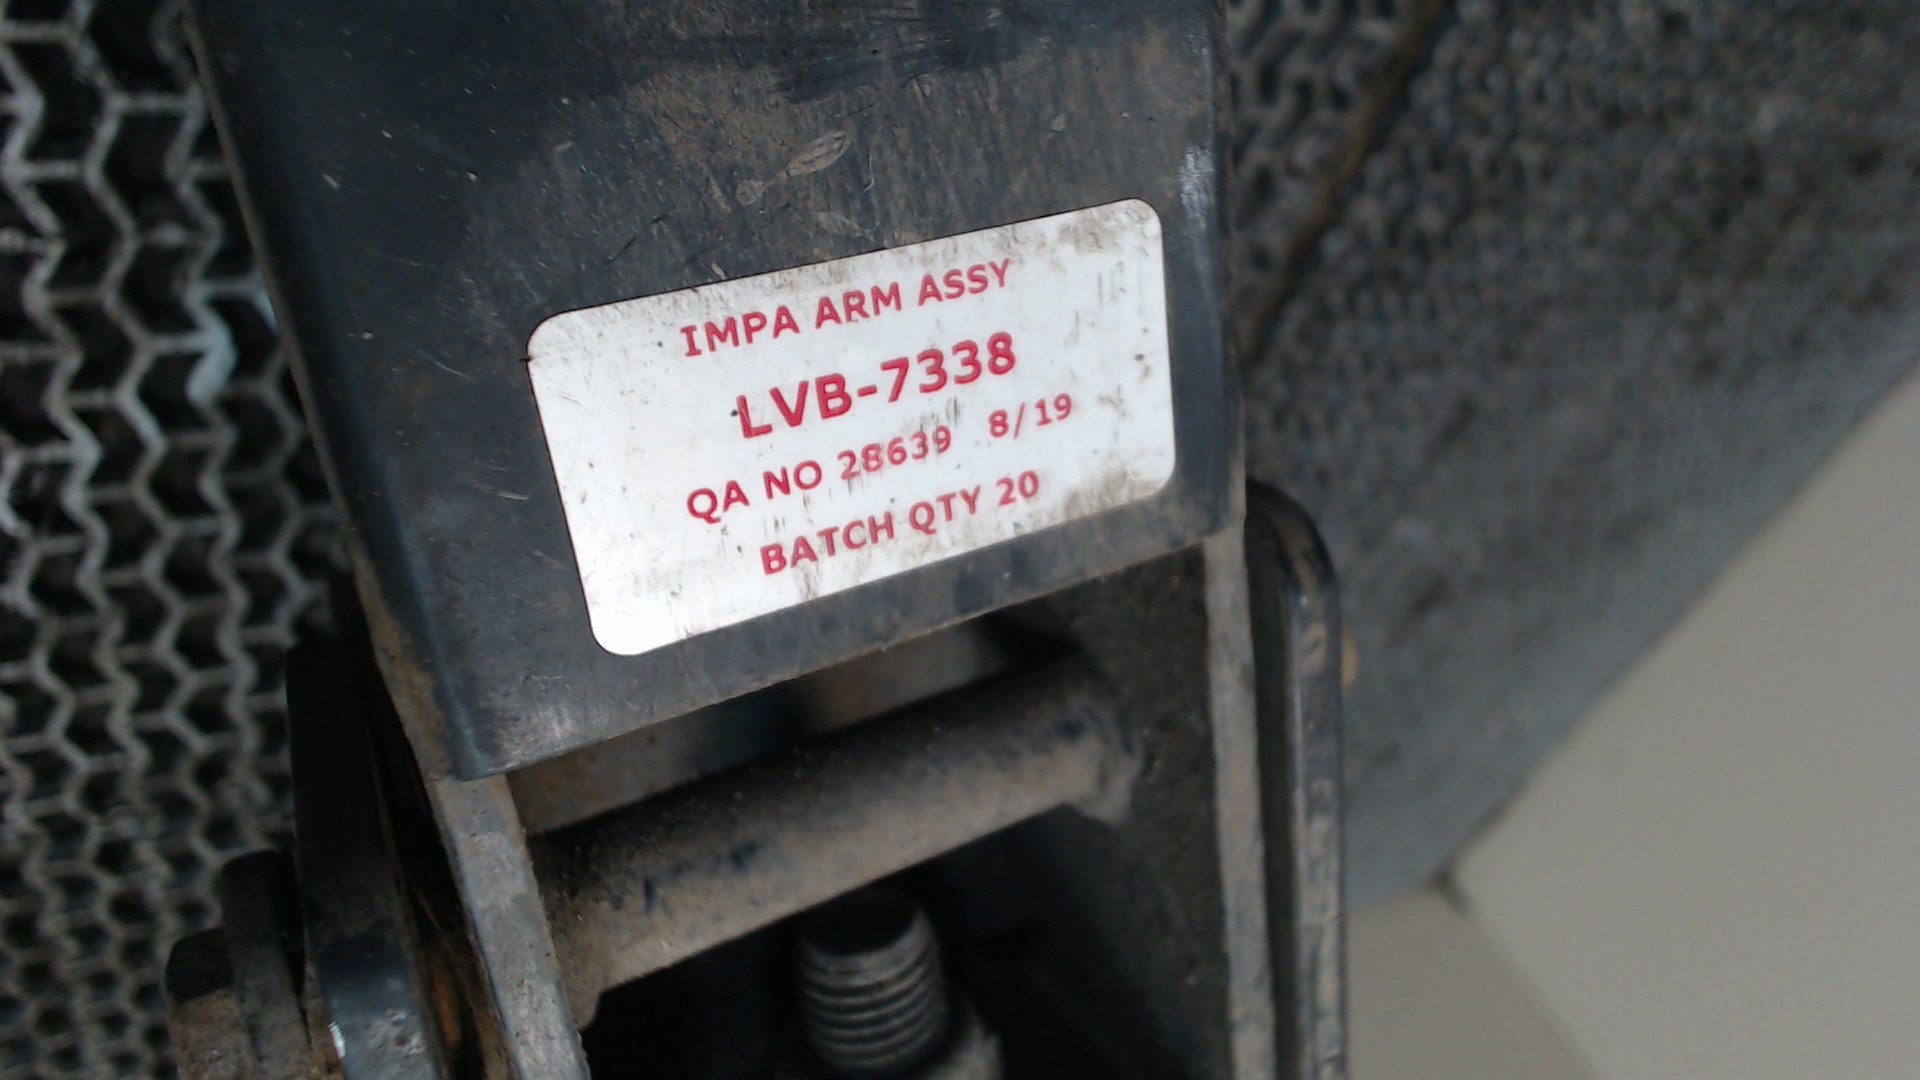 IMPA ARM ASSY
LVB-7338
QA NO 28639 8/19
BATCH QTY 20